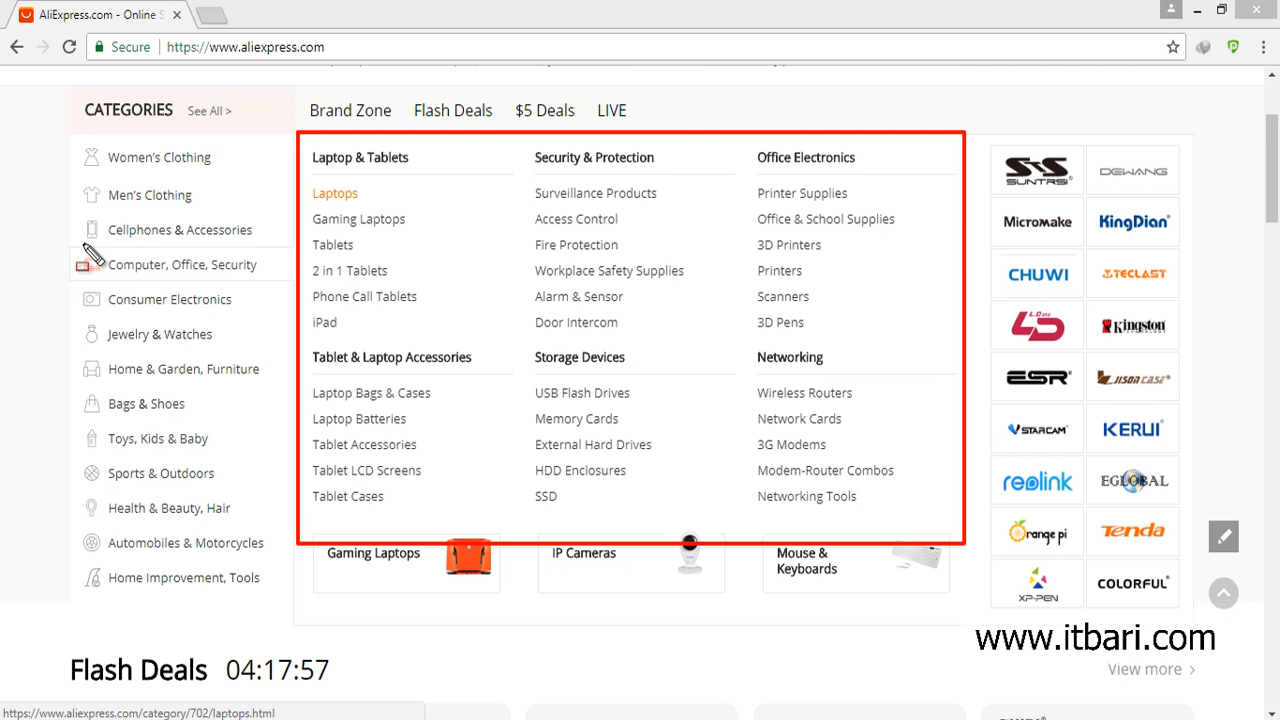 AliExpress.com - Online S
Secure
https://www.aliexpress.com
CATEGORIES See All >
Brand Zone Flash Deals $5 Deals LIVE
Women's Clothing
Men's Clothing
Cellphones & Accessories
Computer, Office, Security
Consumer Electronics
Jewelry & Watches
Home & Garden, Furniture
Bags & Shoes
Toys, Kids & Baby
Sports & Outdoors
Health & Beauty, Hair
Automobiles & Motorcycles
Home Improvement, Tools
Laptop & Tablets
Laptops
Gaming Laptops
Tablets
2 in 1 Tablets
Phone Call Tablets
iPad
Security & Protection
Surveillance Products
Access Control
Fire Protection
Workplace Safety Supplies
Alarm & Sensor
Door Intercom
Office Electronics
Printer Supplies
Office & School Supplies
3D Printers
Printers
Scanners
3D Pens
Tablet & Laptop Accessories
Laptop Bags & Cases
Laptop Batteries
Tablet Accessories
Tablet LCD Screens
Tablet Cases
Storage Devices
USB Flash Drives
Memory Cards
External Hard Drives
HDD Enclosures
SSD
Networking
Wireless Routers
Network Cards
3G Modems
Modem-Router Combos
Networking Tools
Gaming Laptops
IP Cameras
Mouse &
Keyboards
STS
SUNTRSI
DEWANG
Micromake
KingDian
CHUWI
TECLAST
Kingston
TECHNOLOGY
ESR
JISONCASE
VSTARCAM
KERUI
reolink
EGLOBAL
Orange pi
Tenda
XP-PEN
COLORFUL
www.itbari.com
Flash Deals 04:17:57
View more >
https://www.aliexpress.com/category/702/laptops.html